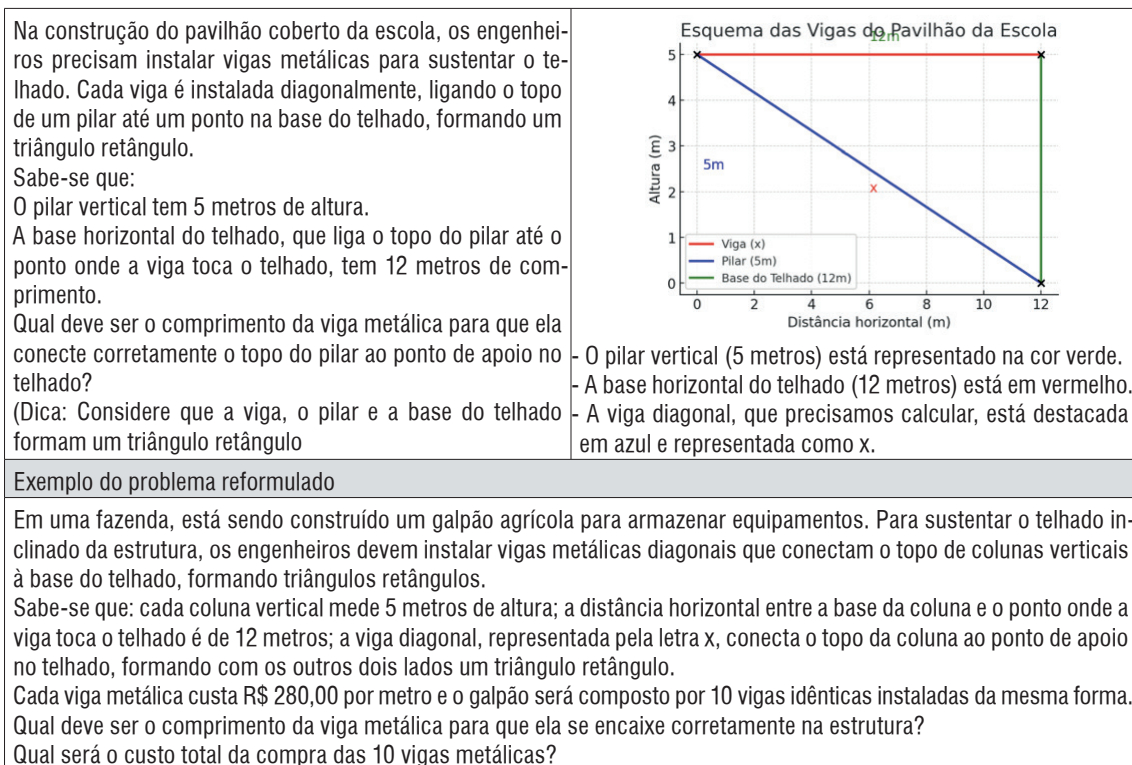 Na construção do pavilhão coberto da escola, os engenhei-
ros precisam instalar vigas metálicas para sustentar o te-
lhado. Cada viga é instalada diagonalmente, ligando o topo
de um pilar até um ponto na base do telhado, formando um
triângulo retângulo.
Sabe-se que:
O pilar vertical tem 5 metros de altura.
A base horizontal do telhado, que liga o topo do pilar até o
ponto onde a viga toca o telhado, tem 12 metros de com-
primento.
Qual deve ser o comprimento da viga metálica para que ela
conecte corretamente o topo do pilar ao ponto de apoio no
telhado?
(Dica: Considere que a viga, o pilar e a base do telhado
formam um triângulo retângulo
Esquema das Vigas do Pavilhão da Escola
12m
5
4
3
2
1
0
Altura (m)
5m
x
Viga (x)
Pilar (5m)
Base do Telhado (12m)
0 2 4 6 8 10 12
Distância horizontal (m)
- O pilar vertical (5 metros) está representado na cor verde.
- A base horizontal do telhado (12 metros) está em vermelho.
- A viga diagonal, que precisamos calcular, está destacada
em azul e representada como x.
Exemplo do problema reformulado
Em uma fazenda, está sendo construído um galpão agrícola para armazenar equipamentos. Para sustentar o telhado in-
clinado da estrutura, os engenheiros devem instalar vigas metálicas diagonais que conectam o topo de colunas verticais
à base do telhado, formando triângulos retângulos.
Sabe-se que: cada coluna vertical mede 5 metros de altura; a distância horizontal entre a base da coluna e o ponto onde a
viga toca o telhado é de 12 metros; a viga diagonal, representada pela letra x, conecta o topo da coluna ao ponto de apoio
no telhado, formando com os outros dois lados um triângulo retângulo.
Cada viga metálica custa R$ 280,00 por metro e o galpão será composto por 10 vigas idênticas instaladas da mesma forma.
Qual deve ser o comprimento da viga metálica para que ela se encaixe corretamente na estrutura?
Qual será o custo total da compra das 10 vigas metálicas?